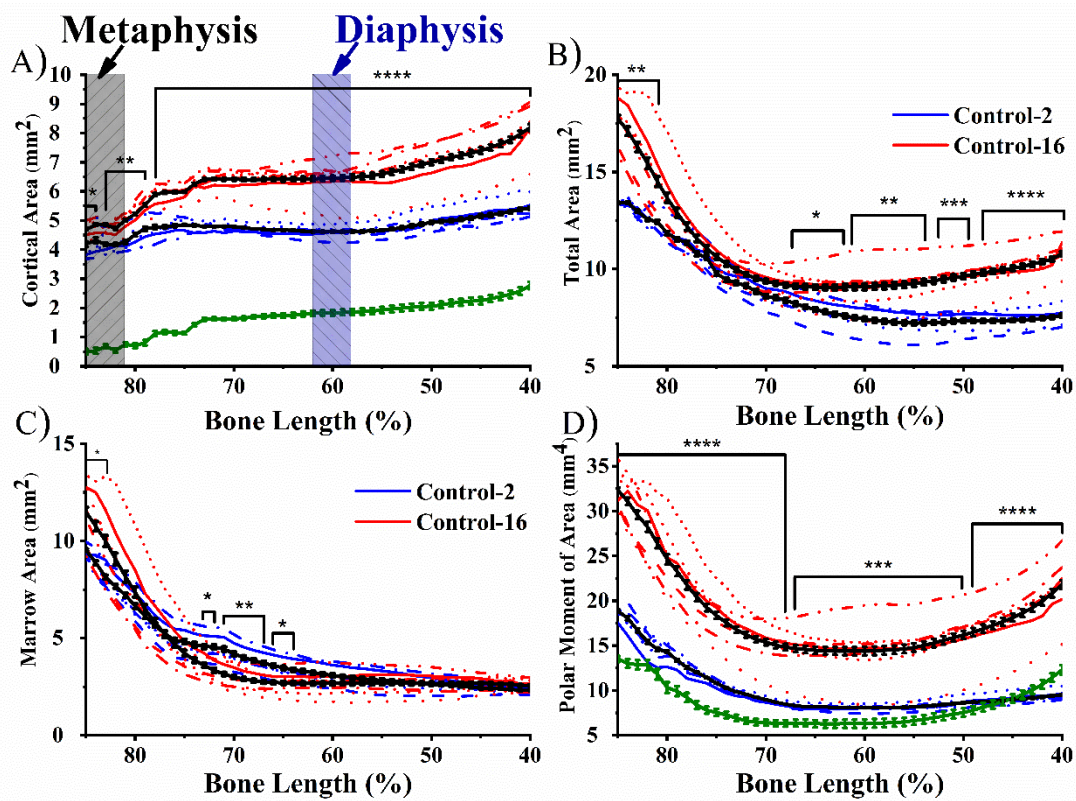 Metaphysis Diaphysis
A)
Cortical Area (mm²)
10
9
8
7
6
5
4
3
2
1
0
*
**
****
80 70 60 50 40
Bone Length (%)
B)
Total Area (mm²)
20
15
10
5
**
Control-2
Control-16
* ** *** ****
80 70 60 50 40
Bone Length (%)
C)
Marrow Area (mm²)
15
10
5
0
*
Control-2
Control-16
* ** *
80 70 60 50 40
Bone Length (%)
D)
Polar Moment of Area (mm⁴)
35
30
25
20
15
10
5
****
***
****
80 70 60 50 40
Bone Length (%)